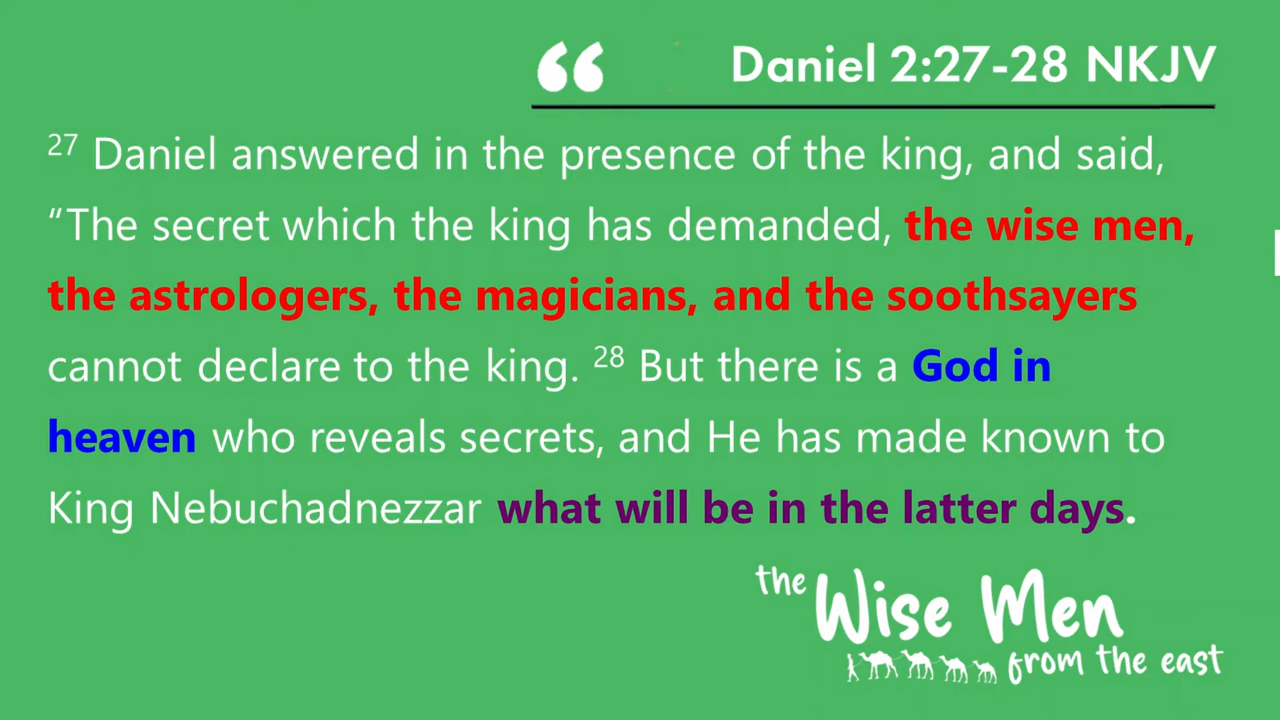 “ Daniel 2:27-28 NKJV
27 Daniel answered in the presence of the king, and said,
“The secret which the king has demanded, the wise men,
the astrologers, the magicians, and the soothsayers
cannot declare to the king. 28 But there is a God in
heaven who reveals secrets, and He has made known to
King Nebuchadnezzar what will be in the latter days.
the Wise Men
from the east